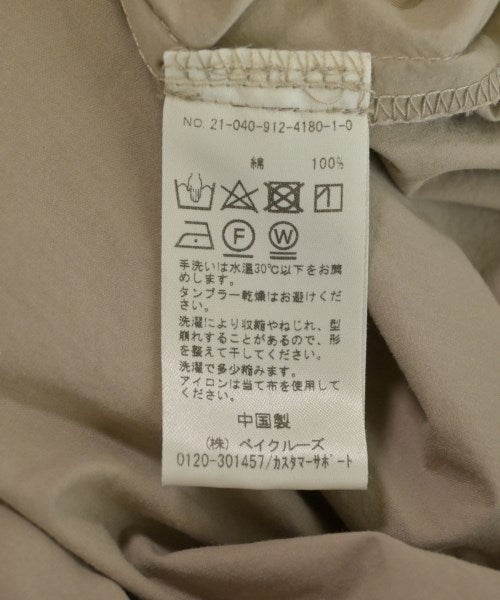 NO. 21-040-912-4180-1-0
綿 100%
F W
手洗いは水温30℃以下をお薦
めします。
タンブラー乾燥はお避けくださ
い。
洗濯により収縮やねじれ、型
崩れすることがあるので、形
を整えて干してください。
洗濯で多少縮みます。
アイロンは当て布を使用して
ください。
中国製
(株) ベイクルーズ
0120-301457/カスタマーサポート